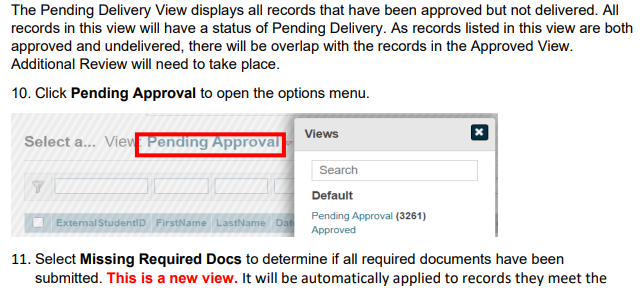 The Pending Delivery View displays all records that have been approved but not delivered. All
records in this view will have a status of Pending Delivery. As records listed in this view are both
approved and undelivered, there will be overlap with the records in the Approved View.
Additional Review will need to take place.
10. Click Pending Approval to open the options menu.
Select a... View: Pending Approval
Views
Search
Default
Pending Approval (3261)
Approved
ExternalStudentID FirstName LastName Dat
11. Select Missing Required Docs to determine if all required documents have been
submitted. This is a new view. It will be automatically applied to records they meet the